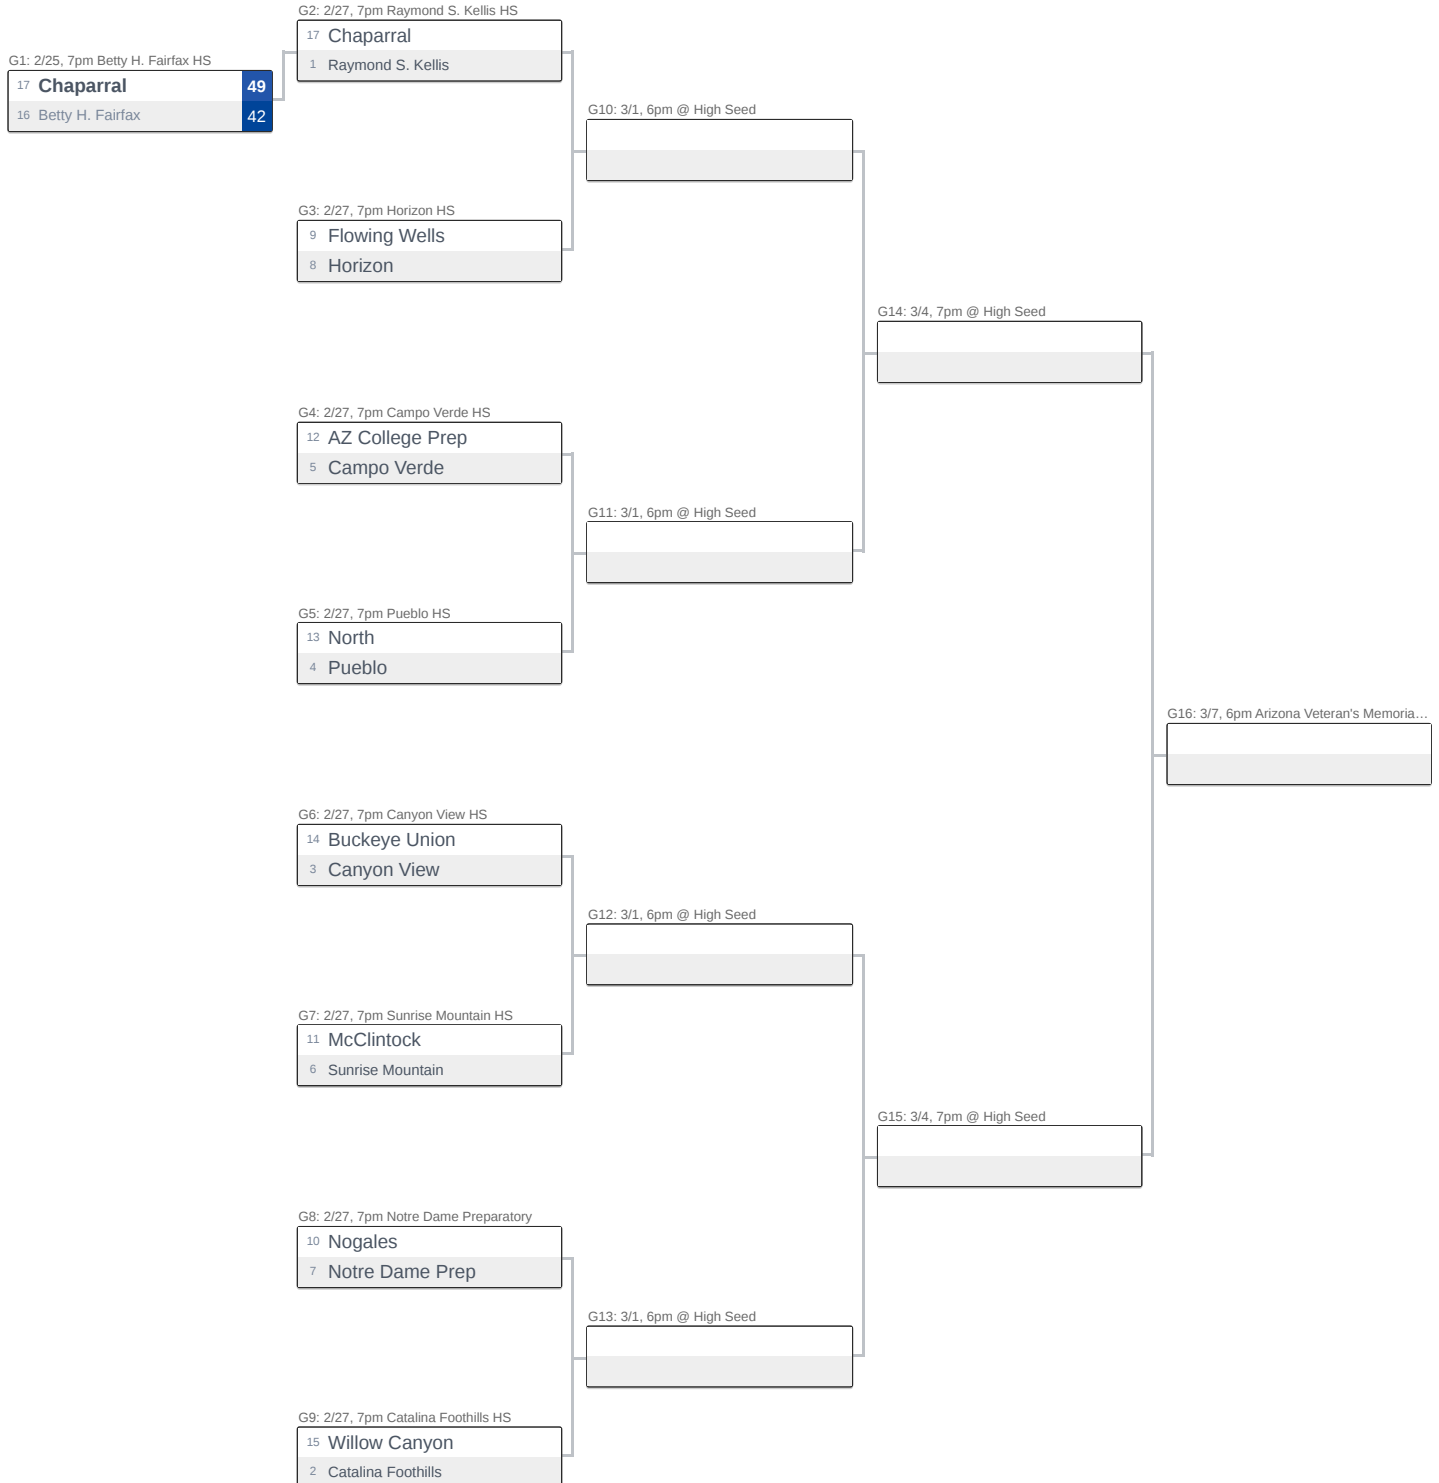 G2: 2/27, 7pm Raymond S. Kellis HS
17 Chaparral
1 Raymond S. Kellis
G1: 2/25, 7pm Betty H. Fairfax HS
17 Chaparral 49
16 Betty H. Fairfax 42
G10: 3/1, 6pm @ High Seed
G3: 2/27, 7pm Horizon HS
9 Flowing Wells
8 Horizon
G14: 3/4, 7pm @ High Seed
G4: 2/27, 7pm Campo Verde HS
12 AZ College Prep
5 Campo Verde
G11: 3/1, 6pm @ High Seed
G5: 2/27, 7pm Pueblo HS
13 North
4 Pueblo
G16: 3/7, 6pm Arizona Veteran's Memoria...
G6: 2/27, 7pm Canyon View HS
14 Buckeye Union
3 Canyon View
G12: 3/1, 6pm @ High Seed
G7: 2/27, 7pm Sunrise Mountain HS
11 McClintock
6 Sunrise Mountain
G15: 3/4, 7pm @ High Seed
G8: 2/27, 7pm Notre Dame Preparatory
10 Nogales
7 Notre Dame Prep
G13: 3/1, 6pm @ High Seed
G9: 2/27, 7pm Catalina Foothills HS
15 Willow Canyon
2 Catalina Foothills